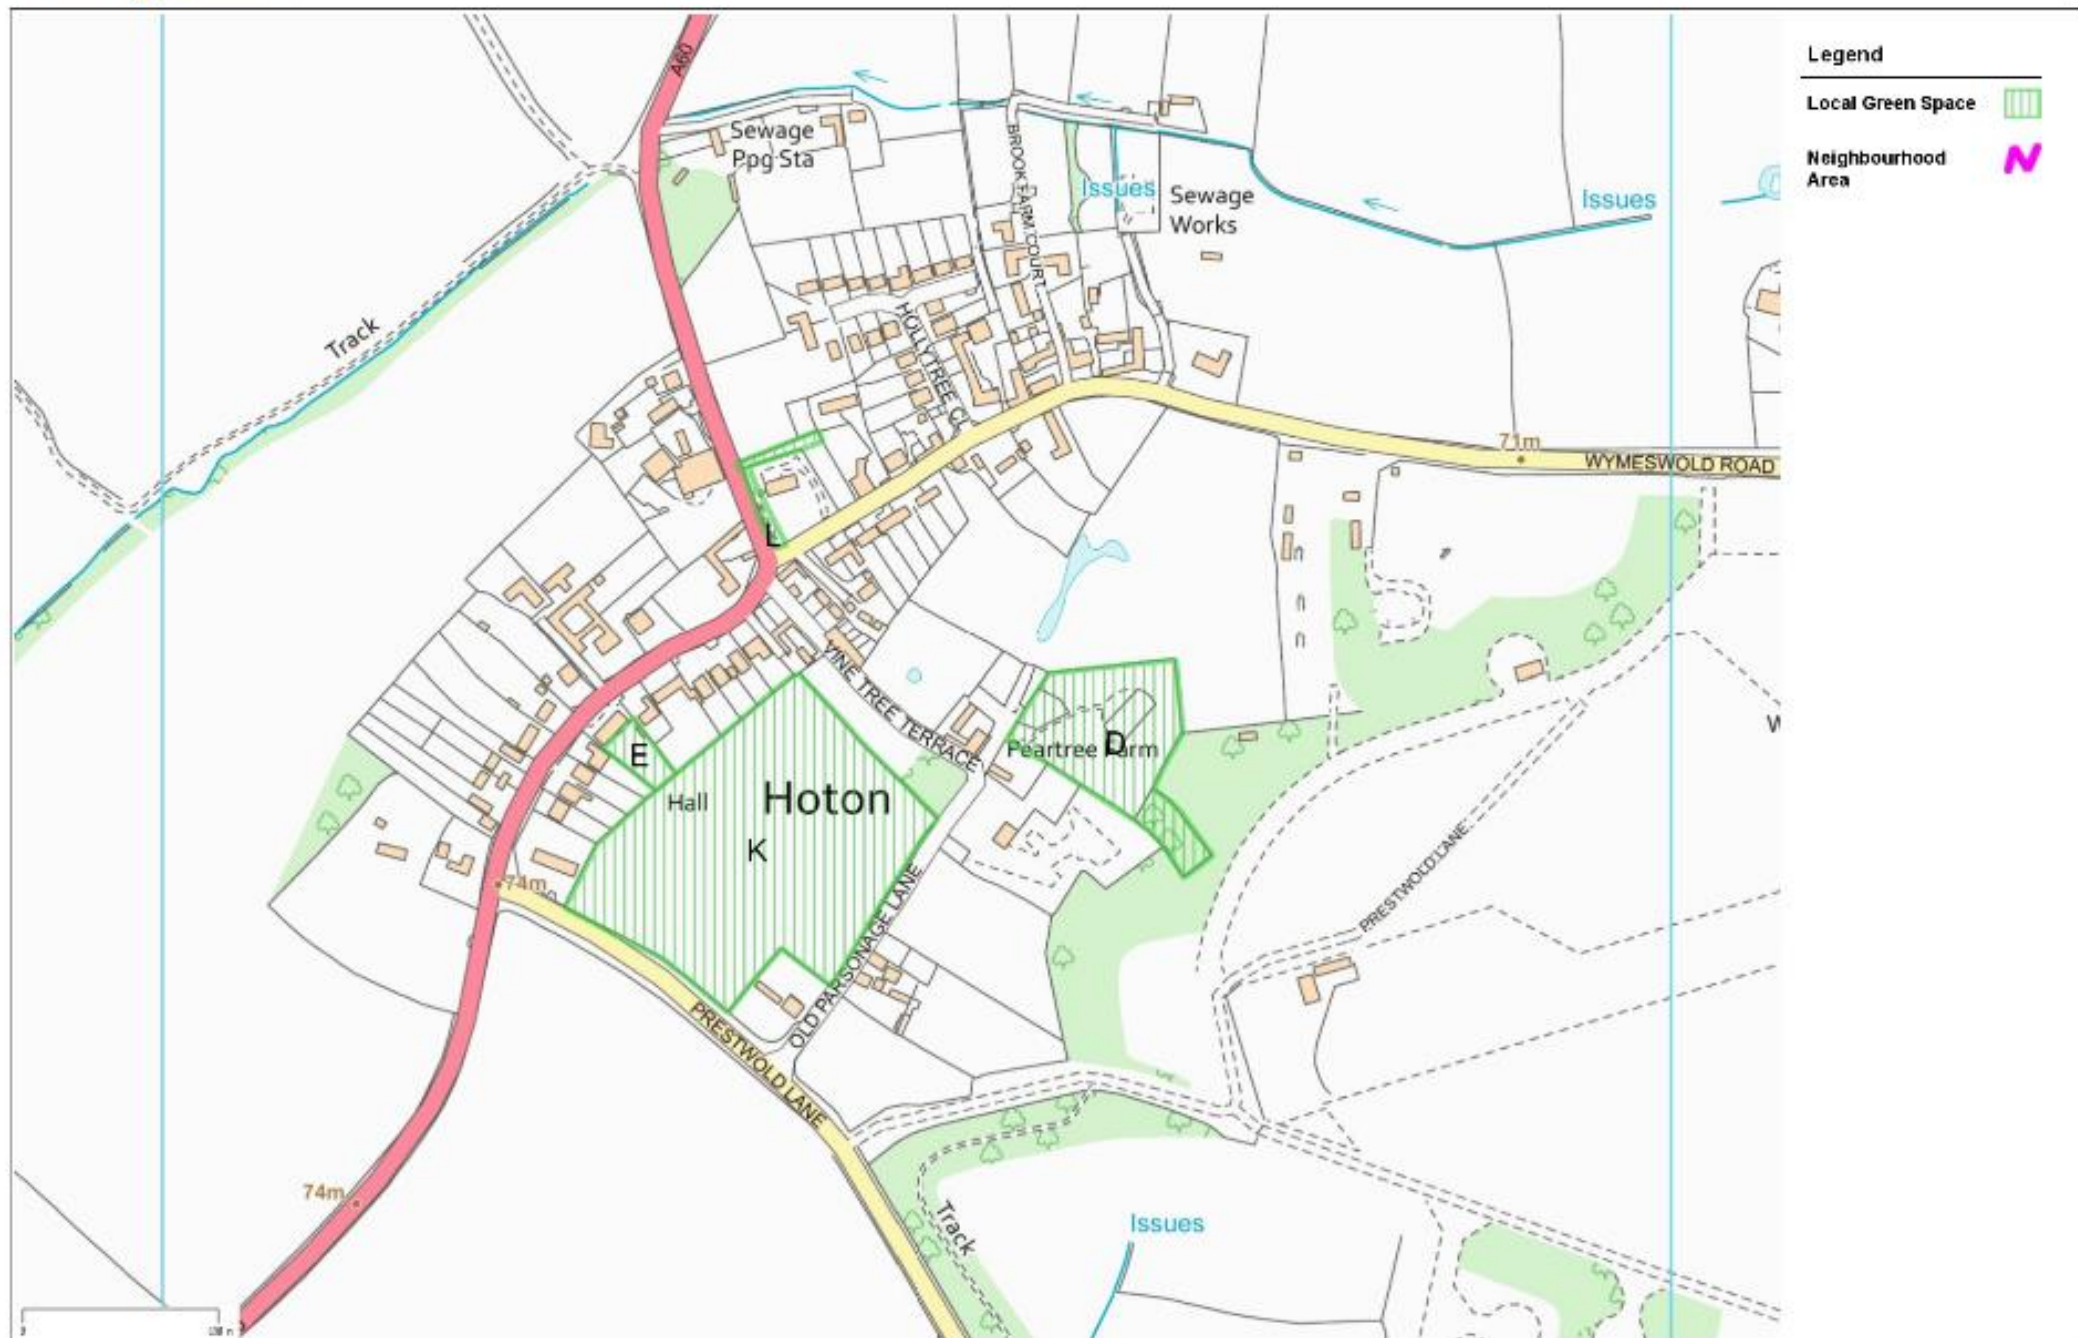 Legend
Local Green Space
Neighbourhood
Area
A60
Sewage
Ppg Sta
BROOK FARM COURT
Issues
Sewage
Works
Issues
Track
HOLLYTREE CL
71m
WYMESWOLD ROAD
L
VINE TREE TERRACE
E
Peartree Farm
D
Hall
Hoton
K
74m
PRESTWOLD LANE
OLD PARSONAGE LANE
PRESTWOLD LANE
74m
Track
Issues
W
0